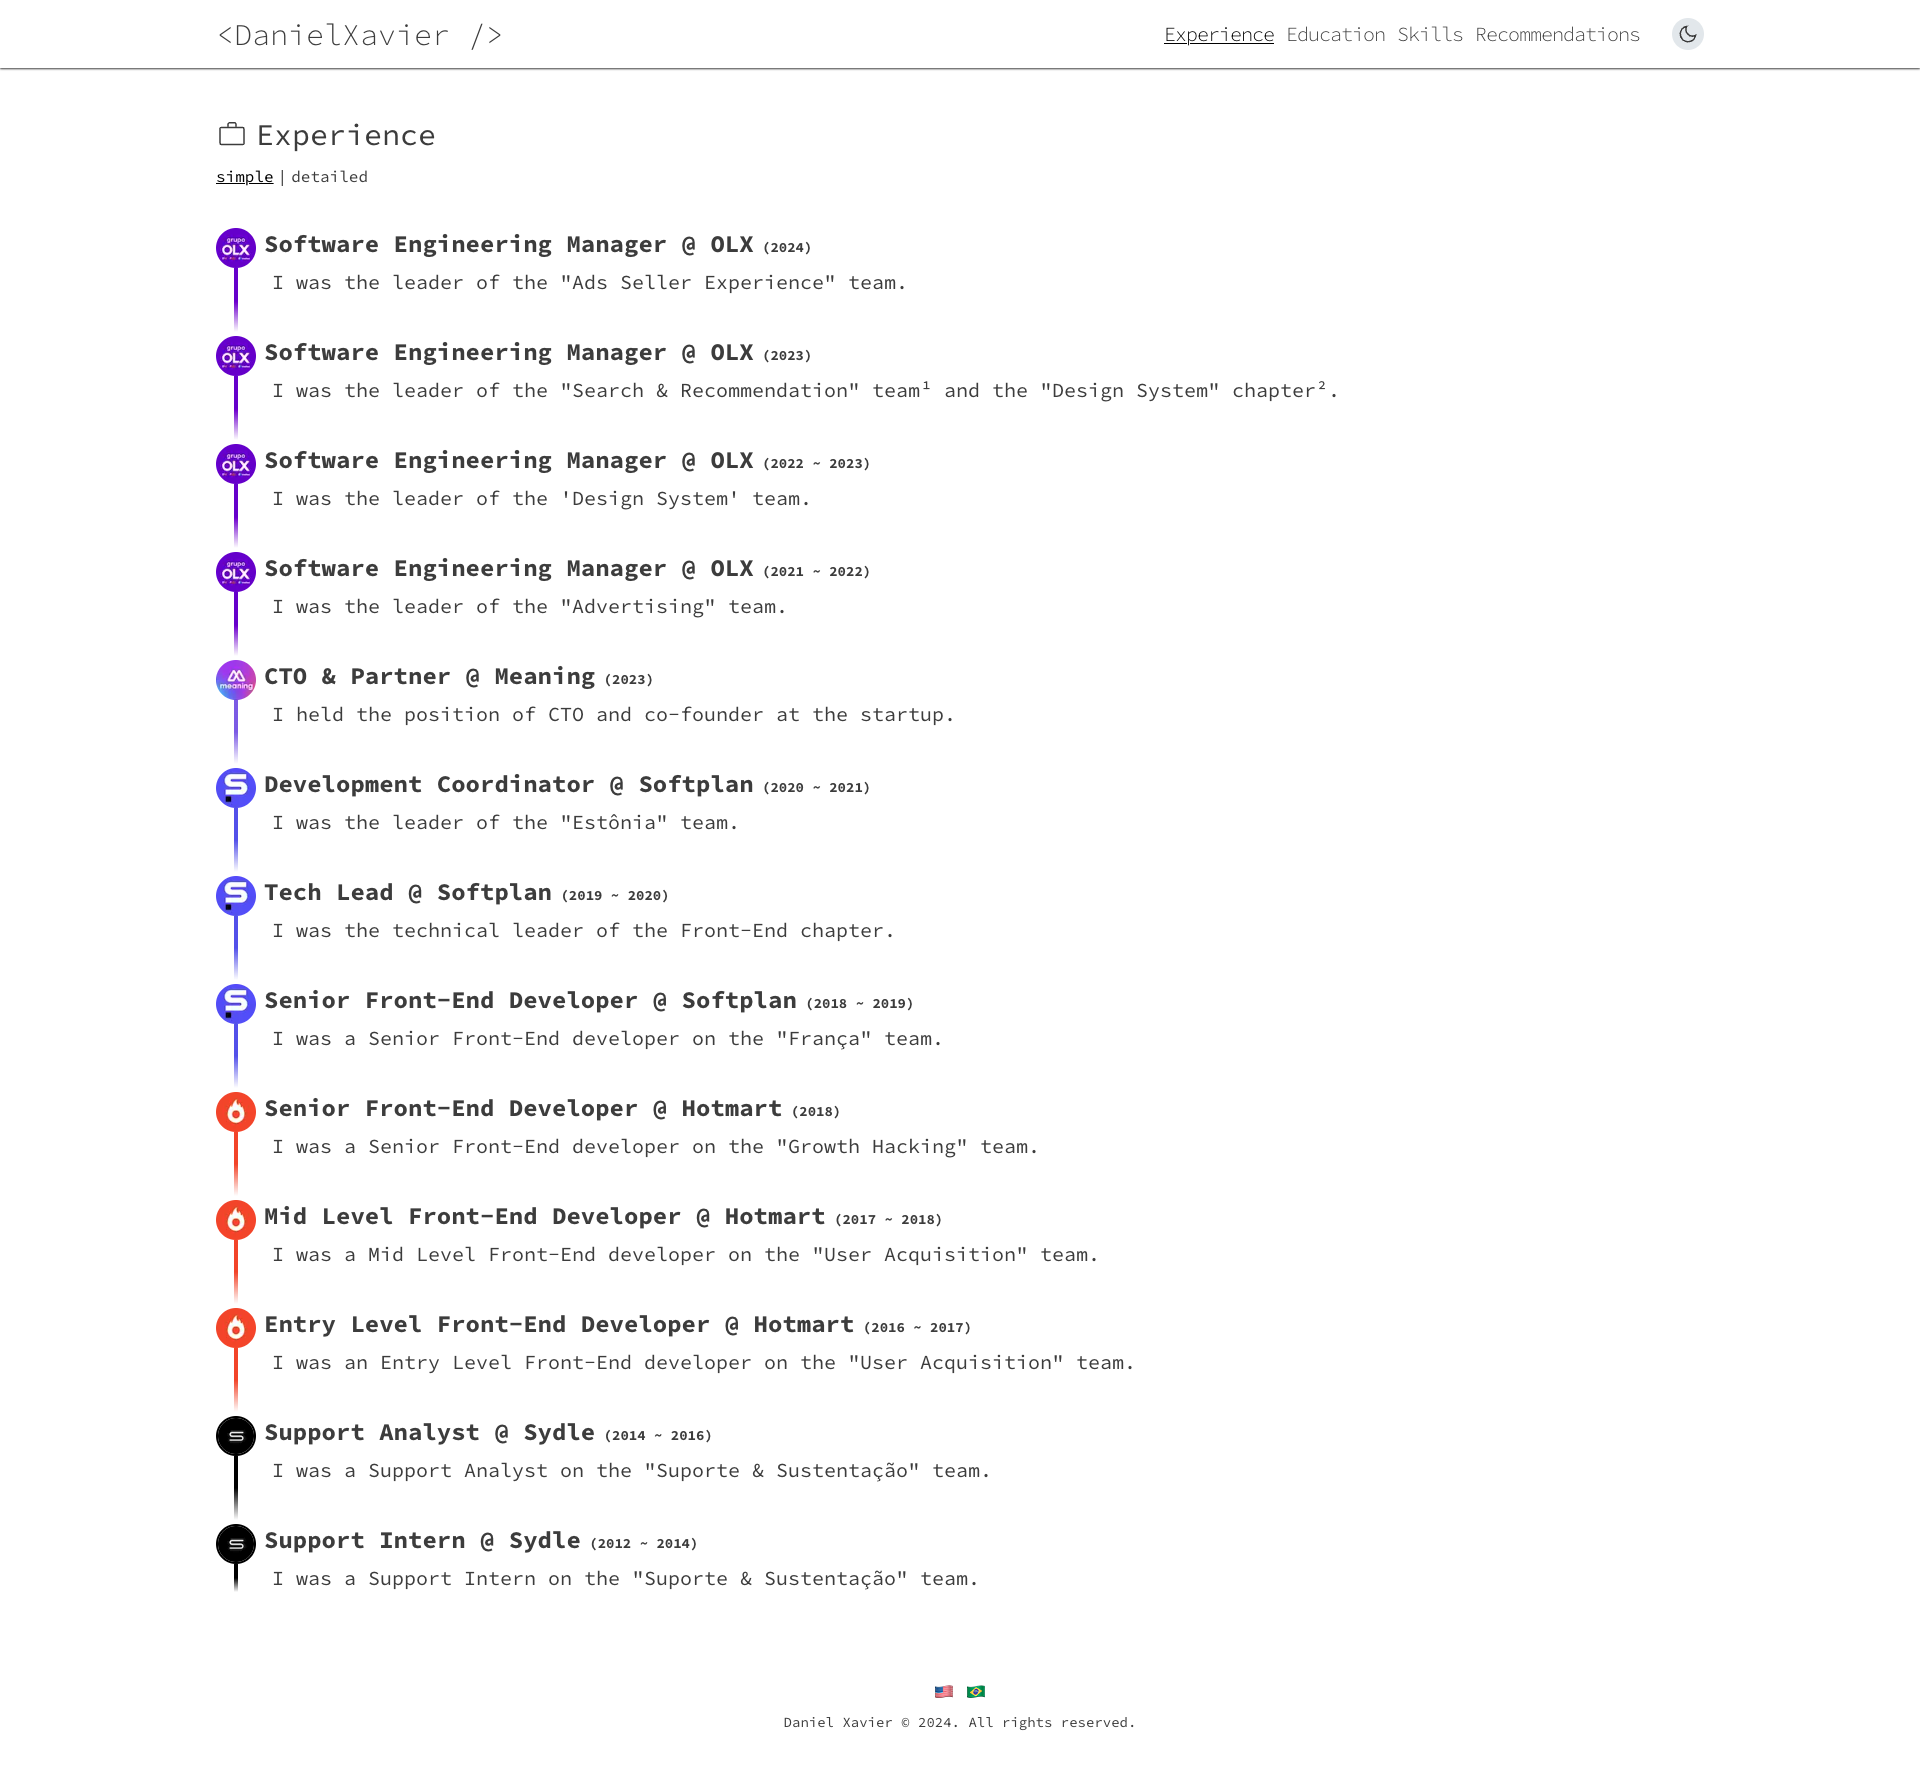 <DanielXavier />
Experience Education Skills Recommendations
Experience
simple | detailed
grupo
OLX
Software Engineering Manager @ OLX (2024)
I was the leader of the "Ads Seller Experience" team.
grupo
OLX
Software Engineering Manager @ OLX (2023)
I was the leader of the "Search & Recommendation" team¹ and the "Design System" chapter².
grupo
OLX
Software Engineering Manager @ OLX (2022 ~ 2023)
I was the leader of the 'Design System' team.
grupo
OLX
Software Engineering Manager @ OLX (2021 ~ 2022)
I was the leader of the "Advertising" team.
meaning
CTO & Partner @ Meaning (2023)
I held the position of CTO and co-founder at the startup.
Development Coordinator @ Softplan (2020 ~ 2021)
I was the leader of the "Estônia" team.
Tech Lead @ Softplan (2019 ~ 2020)
I was the technical leader of the Front-End chapter.
Senior Front-End Developer @ Softplan (2018 ~ 2019)
I was a Senior Front-End developer on the "França" team.
Senior Front-End Developer @ Hotmart (2018)
I was a Senior Front-End developer on the "Growth Hacking" team.
Mid Level Front-End Developer @ Hotmart (2017 ~ 2018)
I was a Mid Level Front-End developer on the "User Acquisition" team.
Entry Level Front-End Developer @ Hotmart (2016 ~ 2017)
I was an Entry Level Front-End developer on the "User Acquisition" team.
Support Analyst @ Sydle (2014 ~ 2016)
I was a Support Analyst on the "Suporte & Sustentação" team.
Support Intern @ Sydle (2012 ~ 2014)
I was a Support Intern on the "Suporte & Sustentação" team.
Daniel Xavier © 2024. All rights reserved.